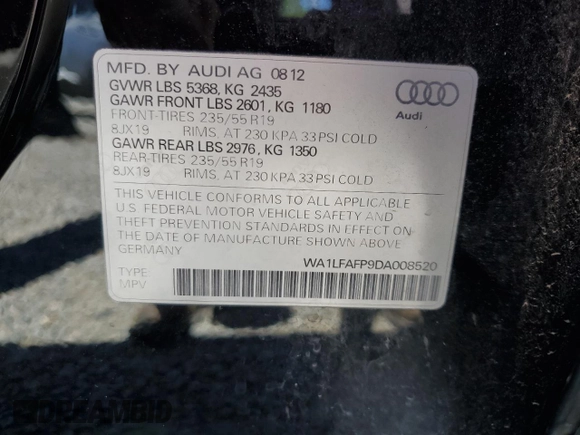 MFD. BY AUDI AG 0812
GVWR LBS 5368, KG 2435
GAWR FRONT LBS 2601, KG 1180
FRONT-TIRES 235/55 R19
8JX19 RIMS, AT 230 KPA 33 PSI COLD
GAWR REAR LBS 2976, KG 1350
REAR-TIRES 235/55 R19
8JX19 RIMS, AT 230 KPA 33 PSI COLD
THIS VEHICLE CONFORMS TO ALL APPLICABLE
U.S. FEDERAL MOTOR VEHICLE SAFETY AND
THEFT PREVENTION STANDARDS IN EFFECT ON
THE DATE OF MANUFACTURE SHOWN ABOVE
GERMANY
Audi
WA1LFAFP9DA008520
TYPE:
MPV
DREAMBID